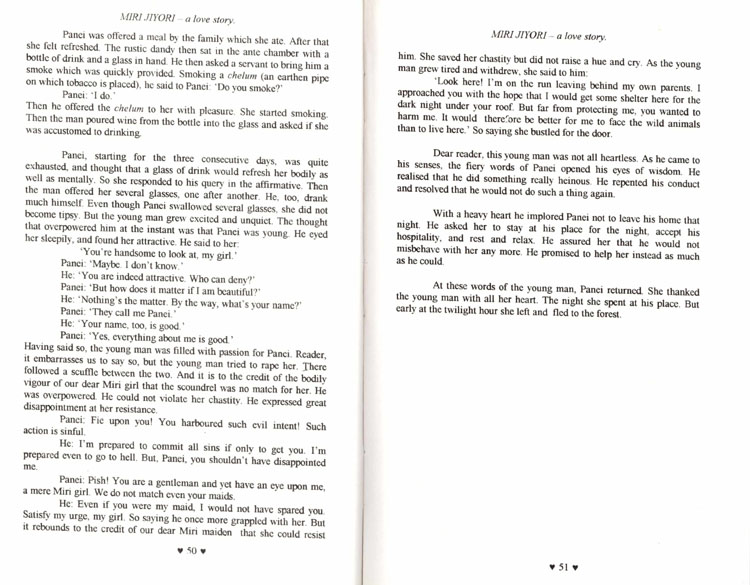 MIRI JIYORI – a love story.
Panei was offered a meal by the family which she ate. After that
she felt refreshed. The rustic dandy then sat in the ante chamber with a
bottle of drink and a glass in hand. He then asked a servant to bring him a
smoke which was quickly provided. Smoking a chelum (an earthen pipe
on which tobacco is placed), he said to Panei: 'Do you smoke?'
Panei: 'I do.'
Then he offered the chelum to her with pleasure. She started smoking.
Then the man poured wine from the bottle into the glass and asked if she
was accustomed to drinking.
Panei, starting for the three consecutive days, was quite
exhausted, and thought that a glass of drink would refresh her bodily as
well as mentally. So she responded to his query in the affirmative. Then
the man offered her several glasses, one after another. He, too, drank
much himself. Even though Panei swallowed several glasses, she did not
become tipsy. But the young man grew excited and unquiet. The thought
that overpowered him at the instant was that Panei was young. He eyed
her sleepily, and found her attractive. He said to her:
'You're handsome to look at, my girl.'
Panei: 'Maybe. I don't know.'
He: 'You are indeed attractive. Who can deny?'
Panei: 'But how does it matter if I am beautiful?'
He: 'Nothing's the matter. By the way, what's your name?'
Panei: 'They call me Panei.'
He: 'Your name, too, is good.'
Panei: 'Yes, everything about me is good.'
Having said so, the young man was filled with passion for Panei. Reader,
it embarrasses us to say so, but the young man tried to rape her. There
followed a scuffle between the two. And it is to the credit of the bodily
vigour of our dear Miri girl that the scoundrel was no match for her. He
was overpowered. He could not violate her chastity. He expressed great
disappointment at her resistance.
Panei: Fie upon you! You harboured such evil intent! Such
action is sinful.
He: I'm prepared to commit all sins if only to get you. I'm
prepared even to go to hell. But, Panei, you shouldn't have disappointed
me.
Panei: Pish! You are a gentleman and yet have an eye upon me,
a mere Miri girl. We do not match even your maids.
He: Even if you were my maid, I would not have spared you.
Satisfy my urge, my girl. So saying he once more grappled with her. But
it rebounds to the credit of our dear Miri maiden that she could resist
♥ 50 ♥
MIRI JIYORI – a love story.
him. She saved her chastity but did not raise a hue and cry. As the young
man grew tired and withdrew, she said to him:
'Look here! I'm on the run leaving behind my own parents. I
approached you with the hope that I would get some shelter here for the
dark night under your roof. But far from protecting me, you wanted to
harm me. It would therefore be better for me to face the wild animals
than to live here.' So saying she bustled for the door.
Dear reader, this young man was not all heartless. As he came to
his senses, the fiery words of Panei opened his eyes of wisdom. He
realised that he did something really heinous. He repented his conduct
and resolved that he would not do such a thing again.
With a heavy heart he implored Panei not to leave his home that
night. He asked her to stay at his place for the night, accept his
hospitality, and rest and relax. He assured her that he would not
misbehave with her any more. He promised to help her instead as much
as he could.
At these words of the young man, Panei returned. She thanked
the young man with all her heart. The night she spent at his place. But
early at the twilight hour she left and fled to the forest.
♥ 51 ♥